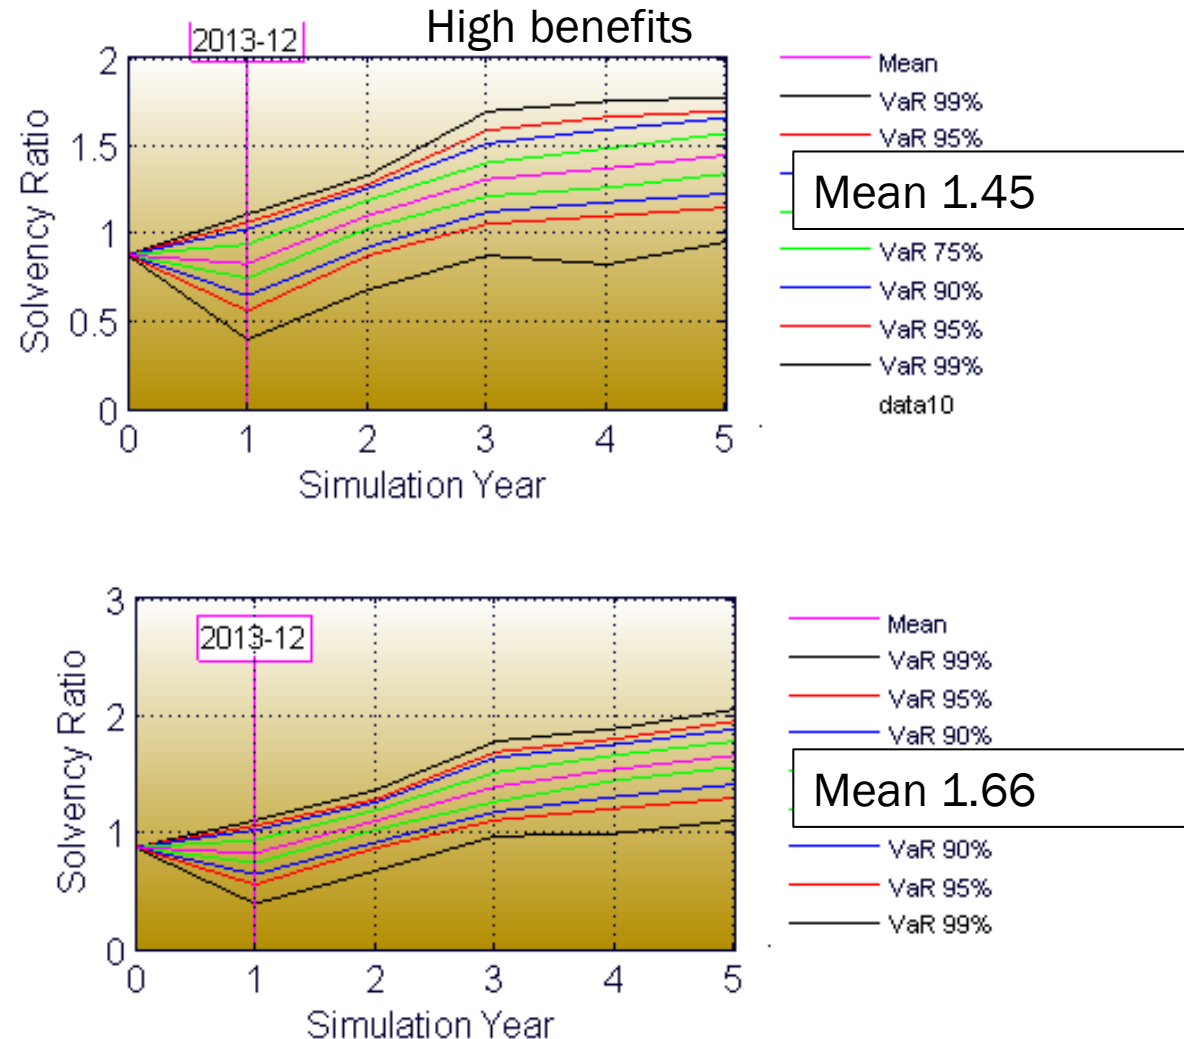 High benefits
2013-12
2
1.5
1
0.5
0
Solvency Ratio
0 1 2 3 4 5
Simulation Year
Mean
VaR 99%
VaR 95%
Mean 1.45
VaR 75%
VaR 90%
VaR 95%
VaR 99%
data10
2013-12
3
2
1
0
Solvency Ratio
0 1 2 3 4 5
Simulation Year
Mean
VaR 99%
VaR 95%
VaR 90%
Mean 1.66
VaR 90%
VaR 95%
VaR 99%